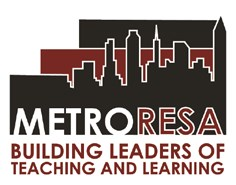 METRORESA
BUILDING LEADERS OF
TEACHING AND LEARNING